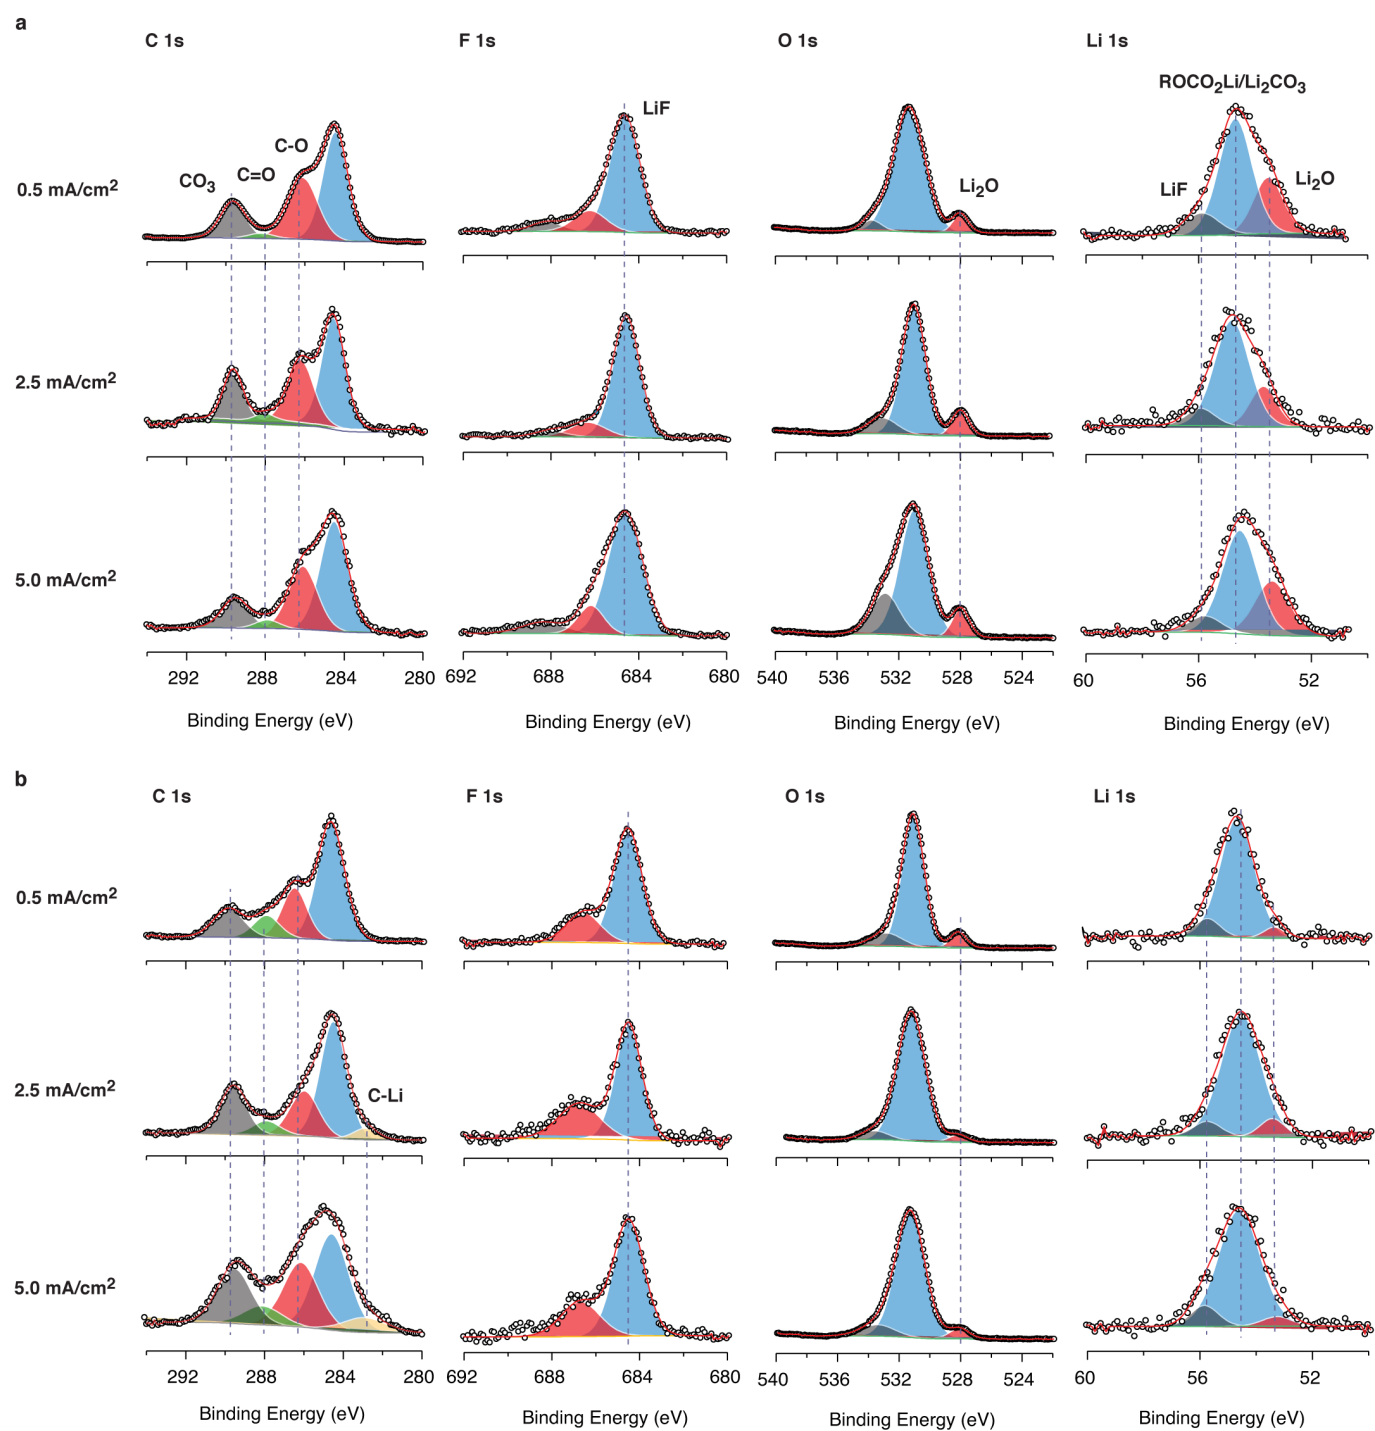 a
C 1s
F 1s
O 1s
Li 1s
ROCO2Li/Li2CO3
LiF
C-O
C=O
CO3
0.5 mA/cm2
Li2O
LiF
Li2O
2.5 mA/cm2
5.0 mA/cm2
292 288 284 280
692 688 684 680
540 536 532 528 524
60 56 52
Binding Energy (eV)
Binding Energy (eV)
Binding Energy (eV)
Binding Energy (eV)
b
C 1s
F 1s
O 1s
Li 1s
0.5 mA/cm2
2.5 mA/cm2
C-Li
5.0 mA/cm2
292 288 284 280
692 688 684 680
540 536 532 528 524
60 56 52
Binding Energy (eV)
Binding Energy (eV)
Binding Energy (eV)
Binding Energy (eV)